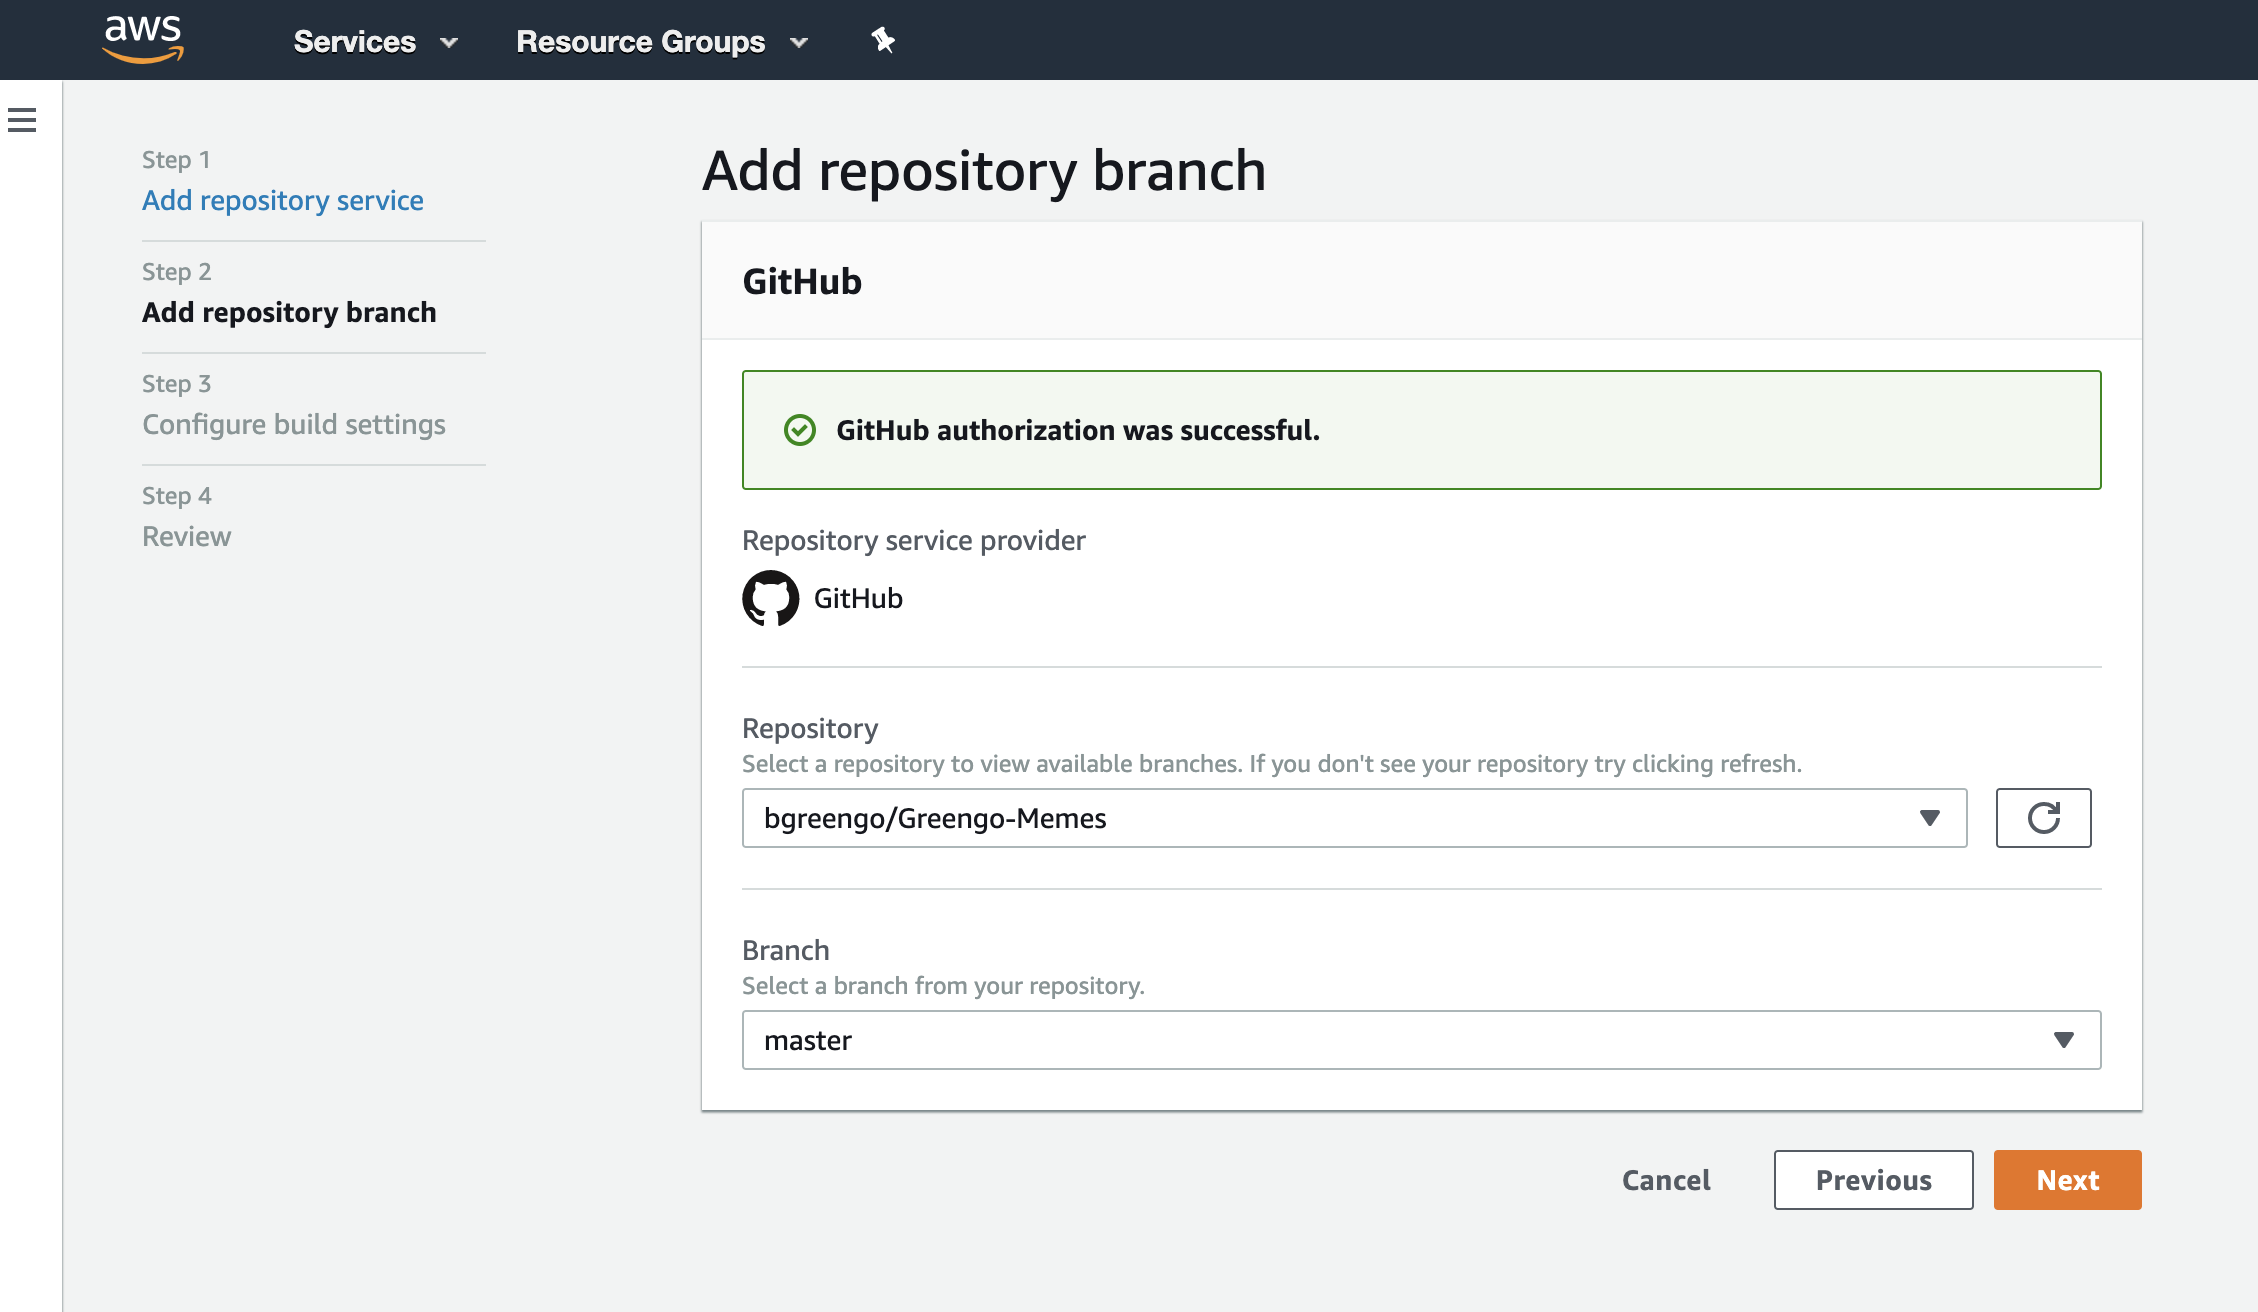 aws
Services
Resource Groups
Step 1
Add repository service
Step 2
Add repository branch
Step 3
Configure build settings
Step 4
Review
Add repository branch
GitHub
GitHub authorization was successful.
Repository service provider
GitHub
Repository
Select a repository to view available branches. If you don't see your repository try clicking refresh.
bgreengo/Greengo-Memes
Branch
Select a branch from your repository.
master
Cancel
Previous
Next